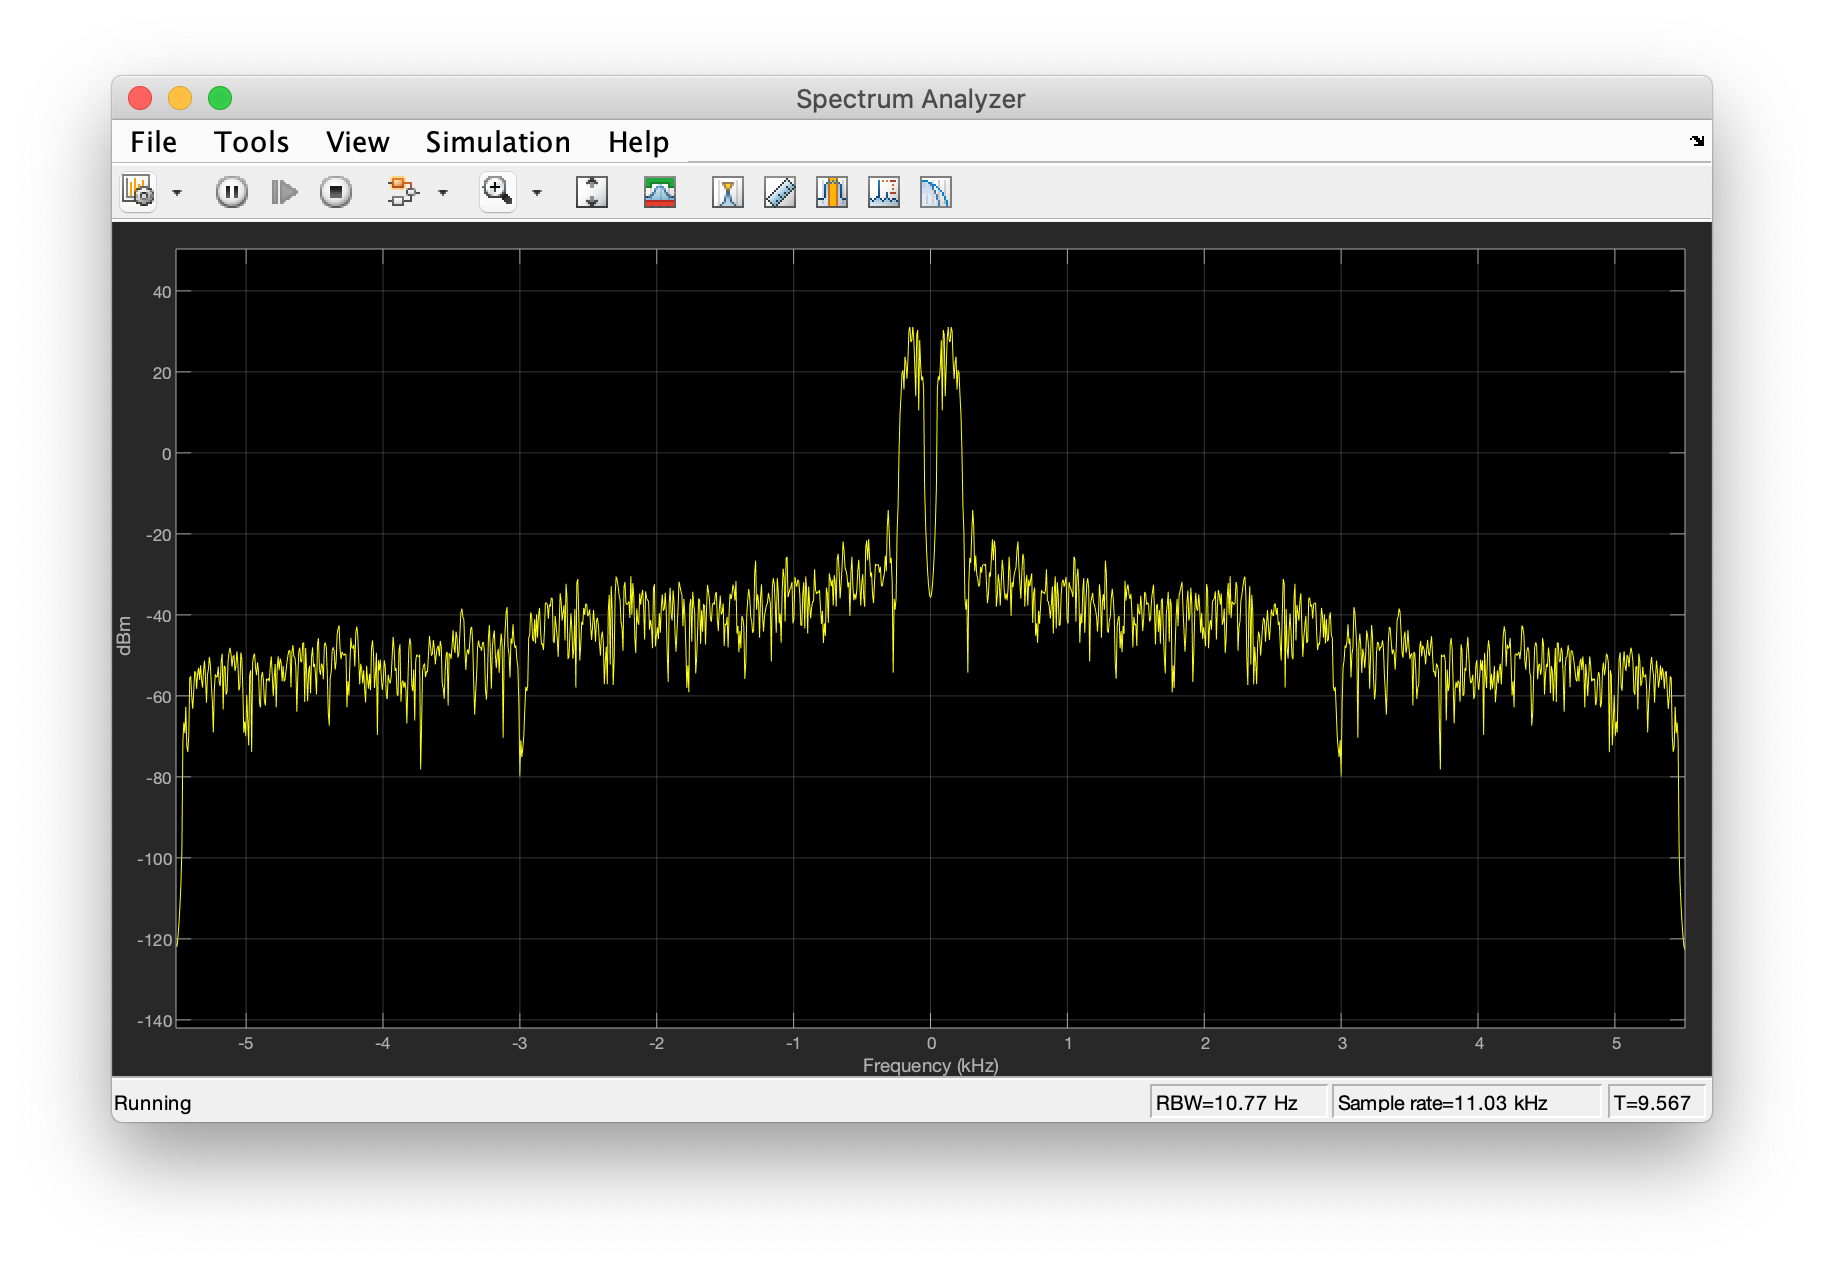 Spectrum Analyzer
File Tools View Simulation Help
40
20
0
-20
-40
-60
-80
-100
-120
-140
dBm
-5 -4 -3 -2 -1 0 1 2 3 4 5
Frequency (kHz)
Running RBW=10.77 Hz Sample rate=11.03 kHz T=9.567